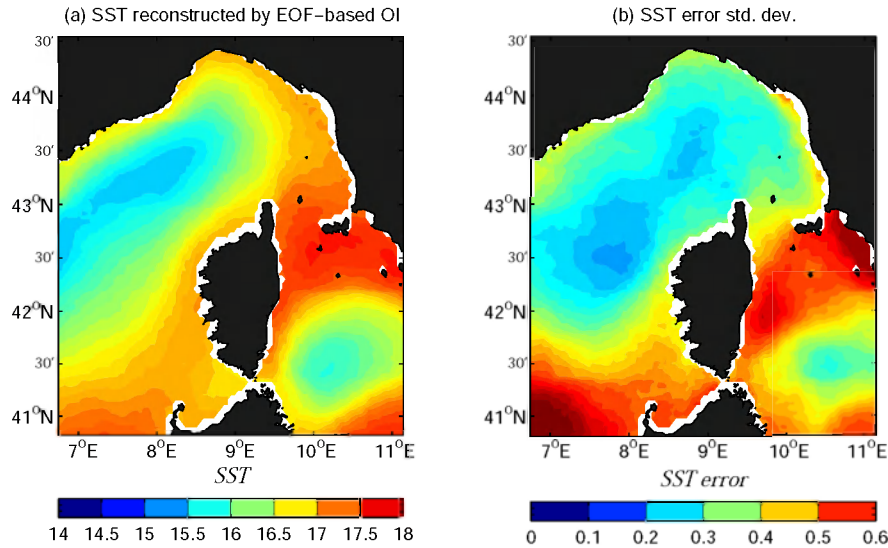 (a) SST reconstructed by EOF-based OI
(b) SST error std. dev.
30'
44°N
30'
43°N
30'
42°N
30'
41°N
7°E 8°E 9°E 10°E 11°E
SST
14 14.5 15 15.5 16 16.5 17 17.5 18
30'
44°N
30'
43°N
30'
42°N
30'
41°N
7°E 8°E 9°E 10°E 11°E
SST error
0 0.1 0.2 0.3 0.4 0.5 0.6